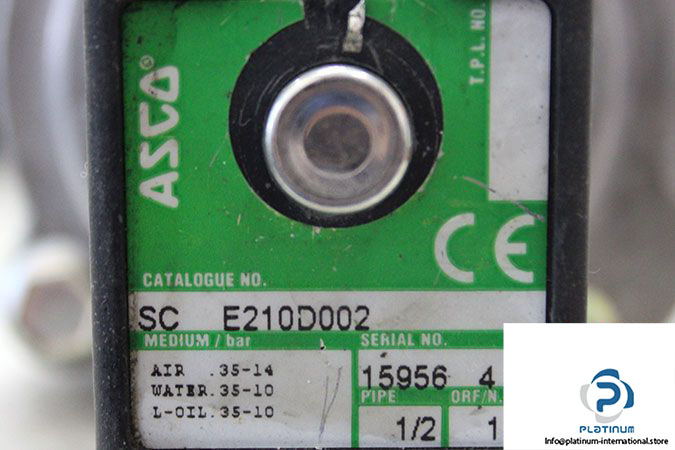 ASCO
T.P.L. NO.
CE
CATALOGUE NO.
SC E210D002
MEDIUM / bar
SERIAL NO.
AIR .35-14
WATER.35-10
L-OIL.35-10
15956 4
PIPE
ORF/N.
1/2
1
PLATINUM
Info@platinum-international.store